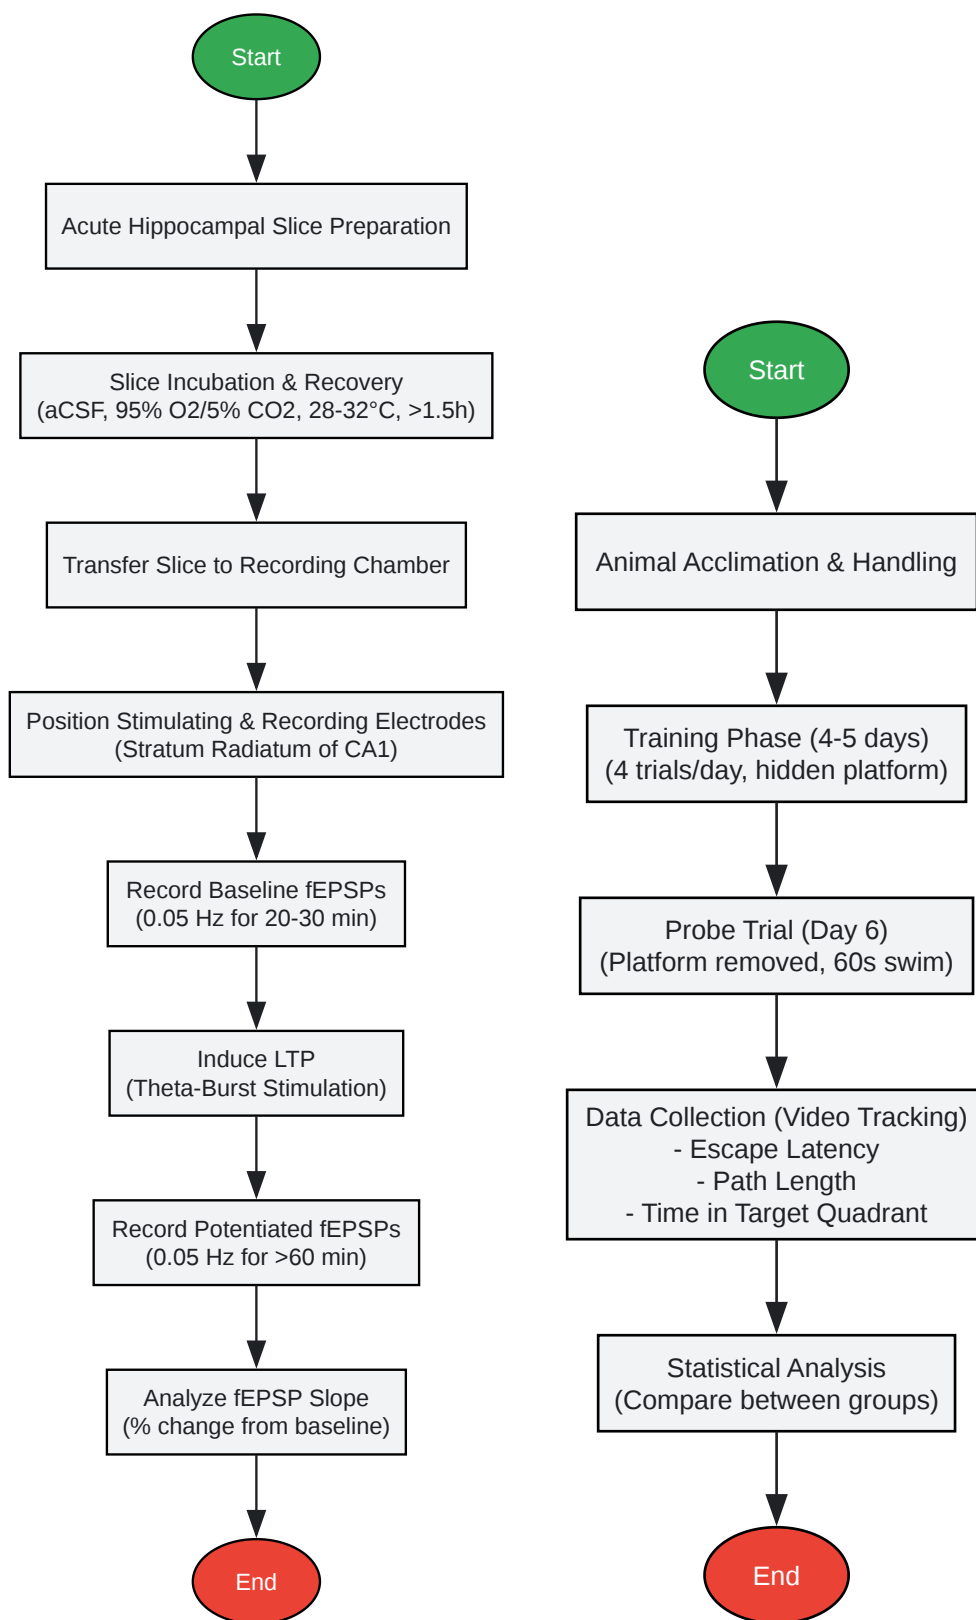 Start
Acute Hippocampal Slice Preparation
Slice Incubation & Recovery
(aCSF, 95% O2/5% CO2, 28-32°C, >1.5h)
Transfer Slice to Recording Chamber
Position Stimulating & Recording Electrodes
(Stratum Radiatum of CA1)
Record Baseline fEPSPs
(0.05 Hz for 20-30 min)
Induce LTP
(Theta-Burst Stimulation)
Record Potentiated fEPSPs
(0.05 Hz for >60 min)
Analyze fEPSP Slope
(% change from baseline)
End
Start
Animal Acclimation & Handling
Training Phase (4-5 days)
(4 trials/day, hidden platform)
Probe Trial (Day 6)
(Platform removed, 60s swim)
Data Collection (Video Tracking)
- Escape Latency
- Path Length
- Time in Target Quadrant
Statistical Analysis
(Compare between groups)
End